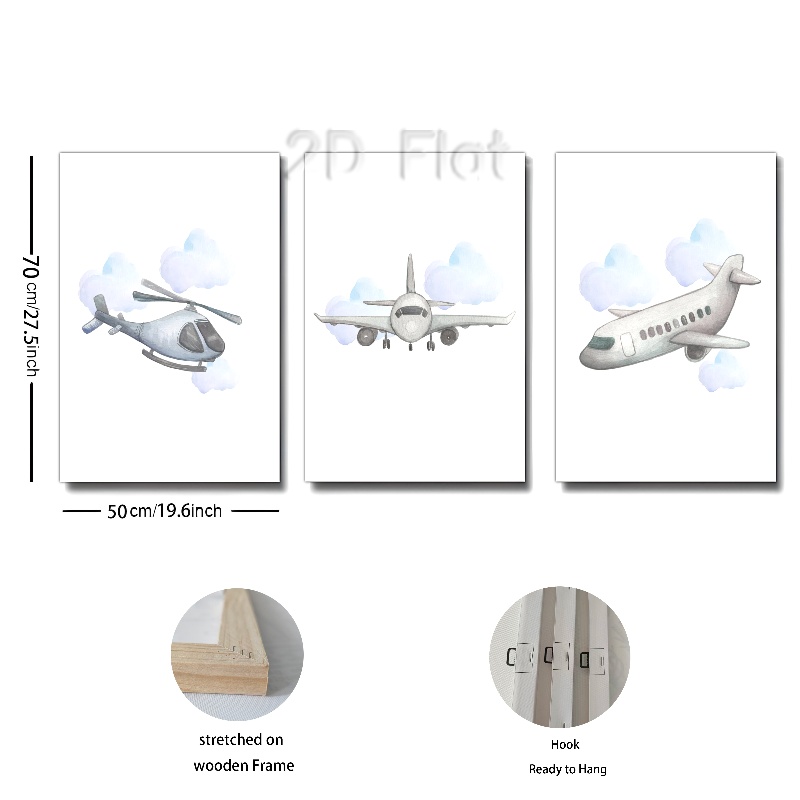 2D Flat
70 cm/27.5inch
50 cm/19.6inch
stretched on
wooden Frame
Hook
Ready to Hang